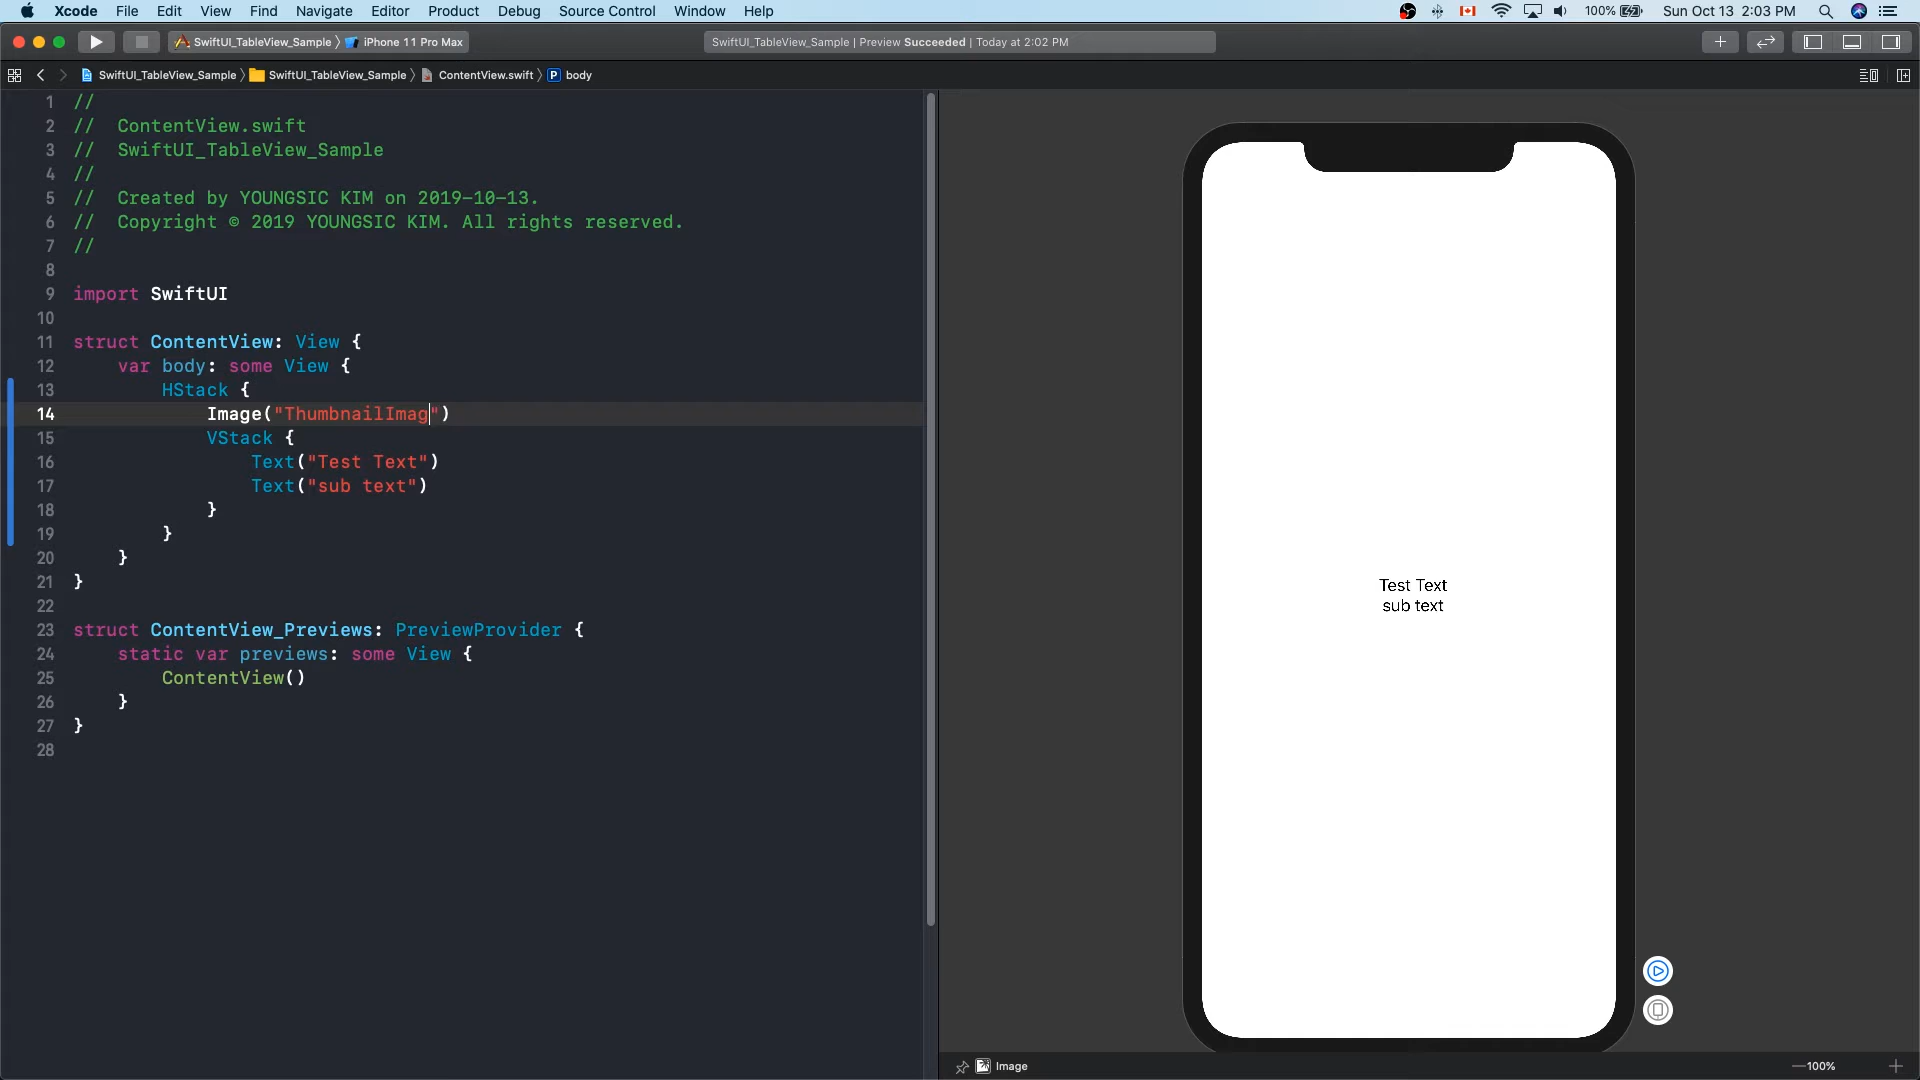 Xcode File Edit View Find Navigate Editor Product Debug Source Control Window Help 100% Sun Oct 13 2:03 PM
SwiftUI_TableView_Sample iPhone 11 Pro Max SwiftUI_TableView_Sample | Preview Succeeded | Today at 2:02 PM
SwiftUI_TableView_Sample SwiftUI_TableView_Sample ContentView.swift P body
1 //
2 // ContentView.swift
3 // SwiftUI_TableView_Sample
4 //
5 // Created by YOUNGSIC KIM on 2019-10-13.
6 // Copyright © 2019 YOUNGSIC KIM. All rights reserved.
7 //
8
9 import SwiftUI
10
11 struct ContentView: View {
12 var body: some View {
13 HStack {
14 Image("ThumbnailImag")
15 VStack {
16 Text("Test Text")
17 Text("sub text")
18 }
19 }
20 }
21 }
22
23 struct ContentView_Previews: PreviewProvider {
24 static var previews: some View {
25 ContentView()
26 }
27 }
28
Test Text
sub text
Image
100%